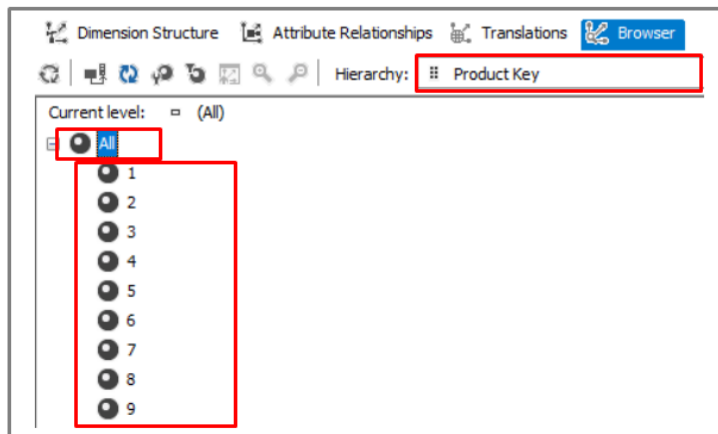 Dimension Structure Attribute Relationships Translations Browser
Hierarchy: Product Key
Current level: (All)
All
1
2
3
4
5
6
7
8
9